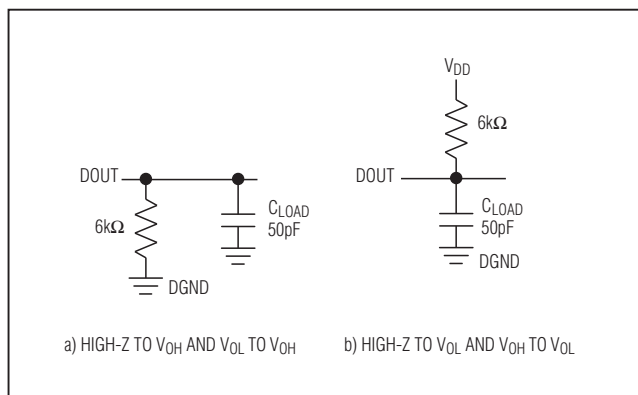 DOUT
6kΩ
DGND
CLOAD
50pF
a) HIGH-Z TO VOH AND VOL TO VOH
VDD
6kΩ
DOUT
CLOAD
50pF
DGND
b) HIGH-Z TO VOL AND VOH TO VOL